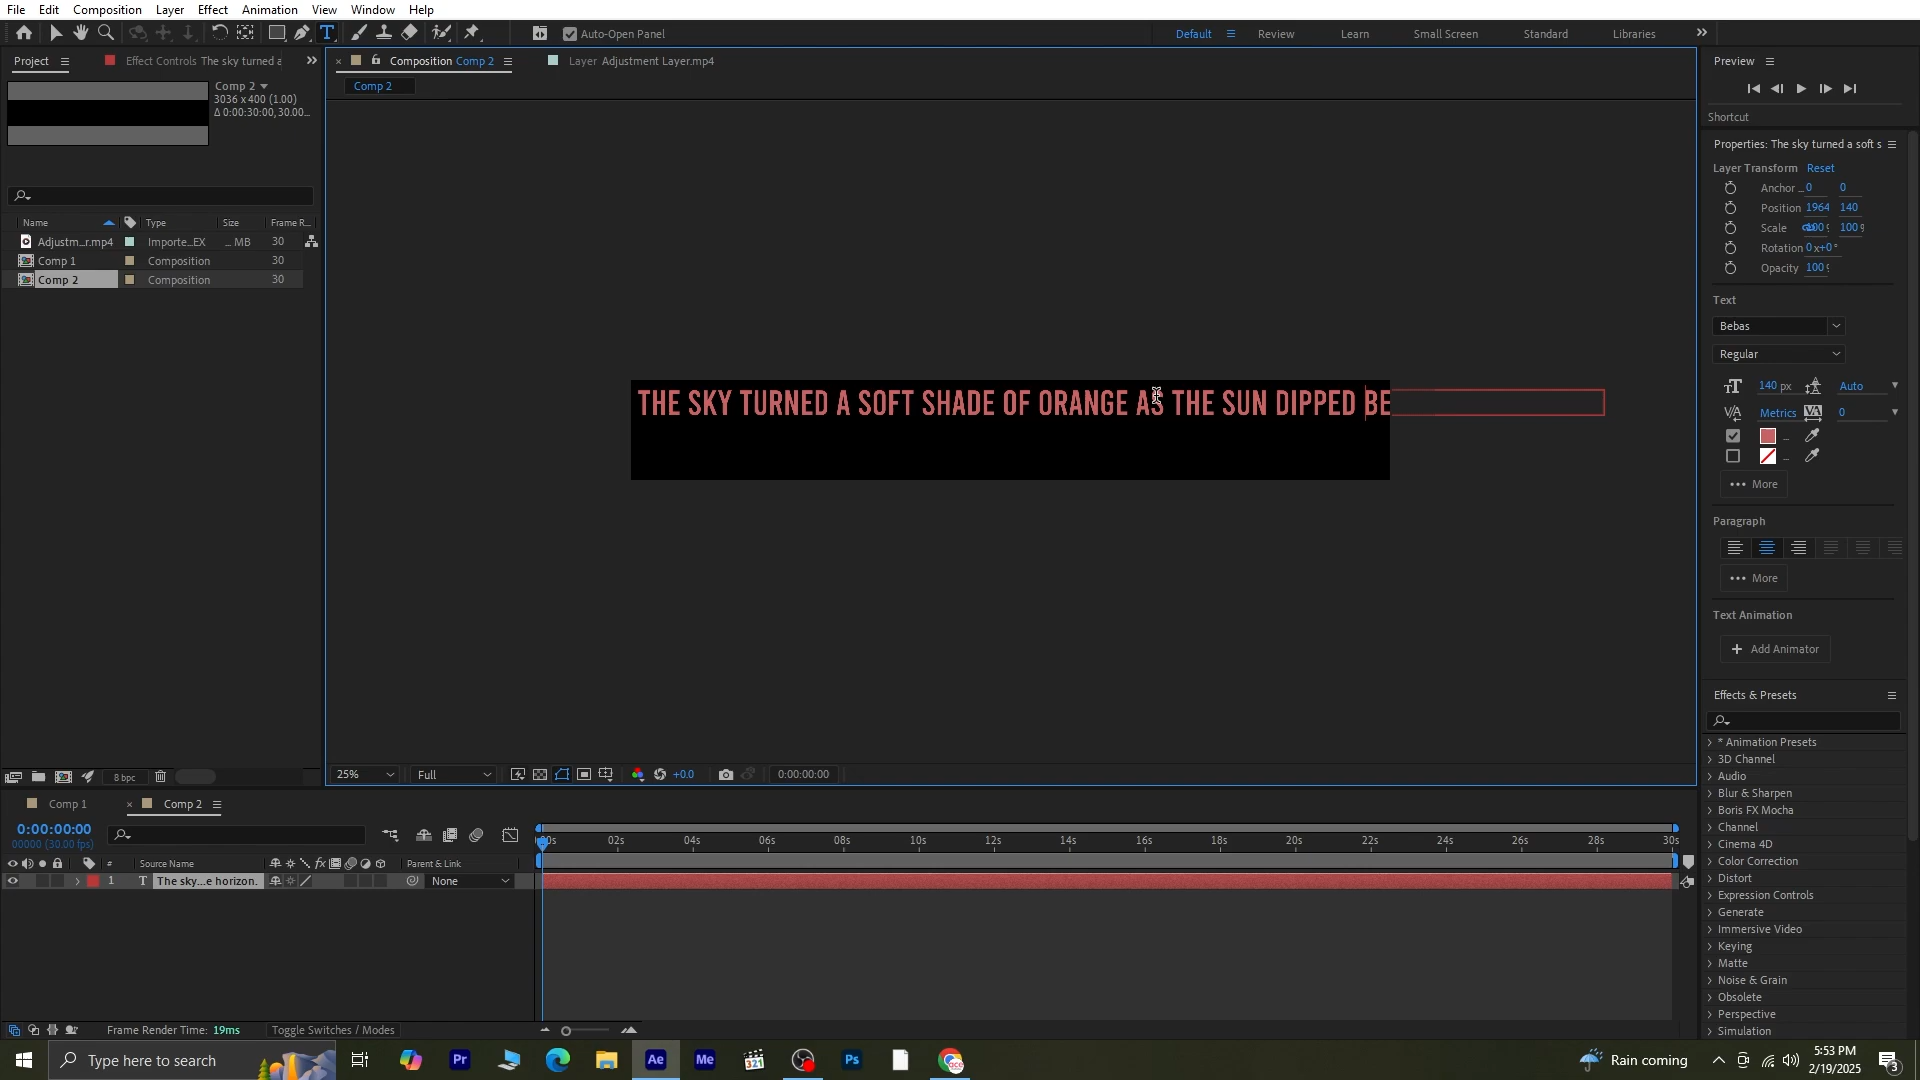 File Edit Composition Layer Effect Animation View Window Help
Auto-Open Panel
Default Review Learn Small Screen Standard Libraries
Project Effect Controls The sky turned a
Composition Comp 2 Layer Adjustment Layer.mp4
Comp 2
Comp 2
3036 x 400 (1.00)
Δ 0:00:30:00, 30.00...
Name Type Size Frame R...
Adjustm...r.mp4 Importe...EX ... MB 30
Comp 1 Composition 30
Comp 2 Composition 30
THE SKY TURNED A SOFT SHADE OF ORANGE AS THE SUN DIPPED BE
Preview
Shortcut
Properties: The sky turned a soft s
Layer Transform Reset
Anchor ... 0 0
Position 1964 140
Scale 100 100
Rotation 0x+0°
Opacity 100
Text
Bebas
Regular
140 px Auto
Metrics 0
... More
Paragraph
... More
Text Animation
+ Add Animator
Effects & Presets
* Animation Presets
3D Channel
Audio
Blur & Sharpen
Boris FX Mocha
Channel
Cinema 4D
Color Correction
Distort
Expression Controls
Generate
Immersive Video
Keying
Matte
Noise & Grain
Obsolete
Perspective
Simulation
8 bpc
25% Full +0.0 0:00:00:00
Comp 1 Comp 2
0:00:00:00
00000 (30.00 fps)
# Source Name fx Parent & Link
1 T The sky...e horizon. None
:00s 02s 04s 06s 08s 10s 12s 14s 16s 18s 20s 22s 24s 26s 28s 30s
Frame Render Time: 19ms Toggle Switches / Modes
Type here to search
Pr Ae Me 321 Ps
Rain coming
5:53 PM
2/19/2025
3